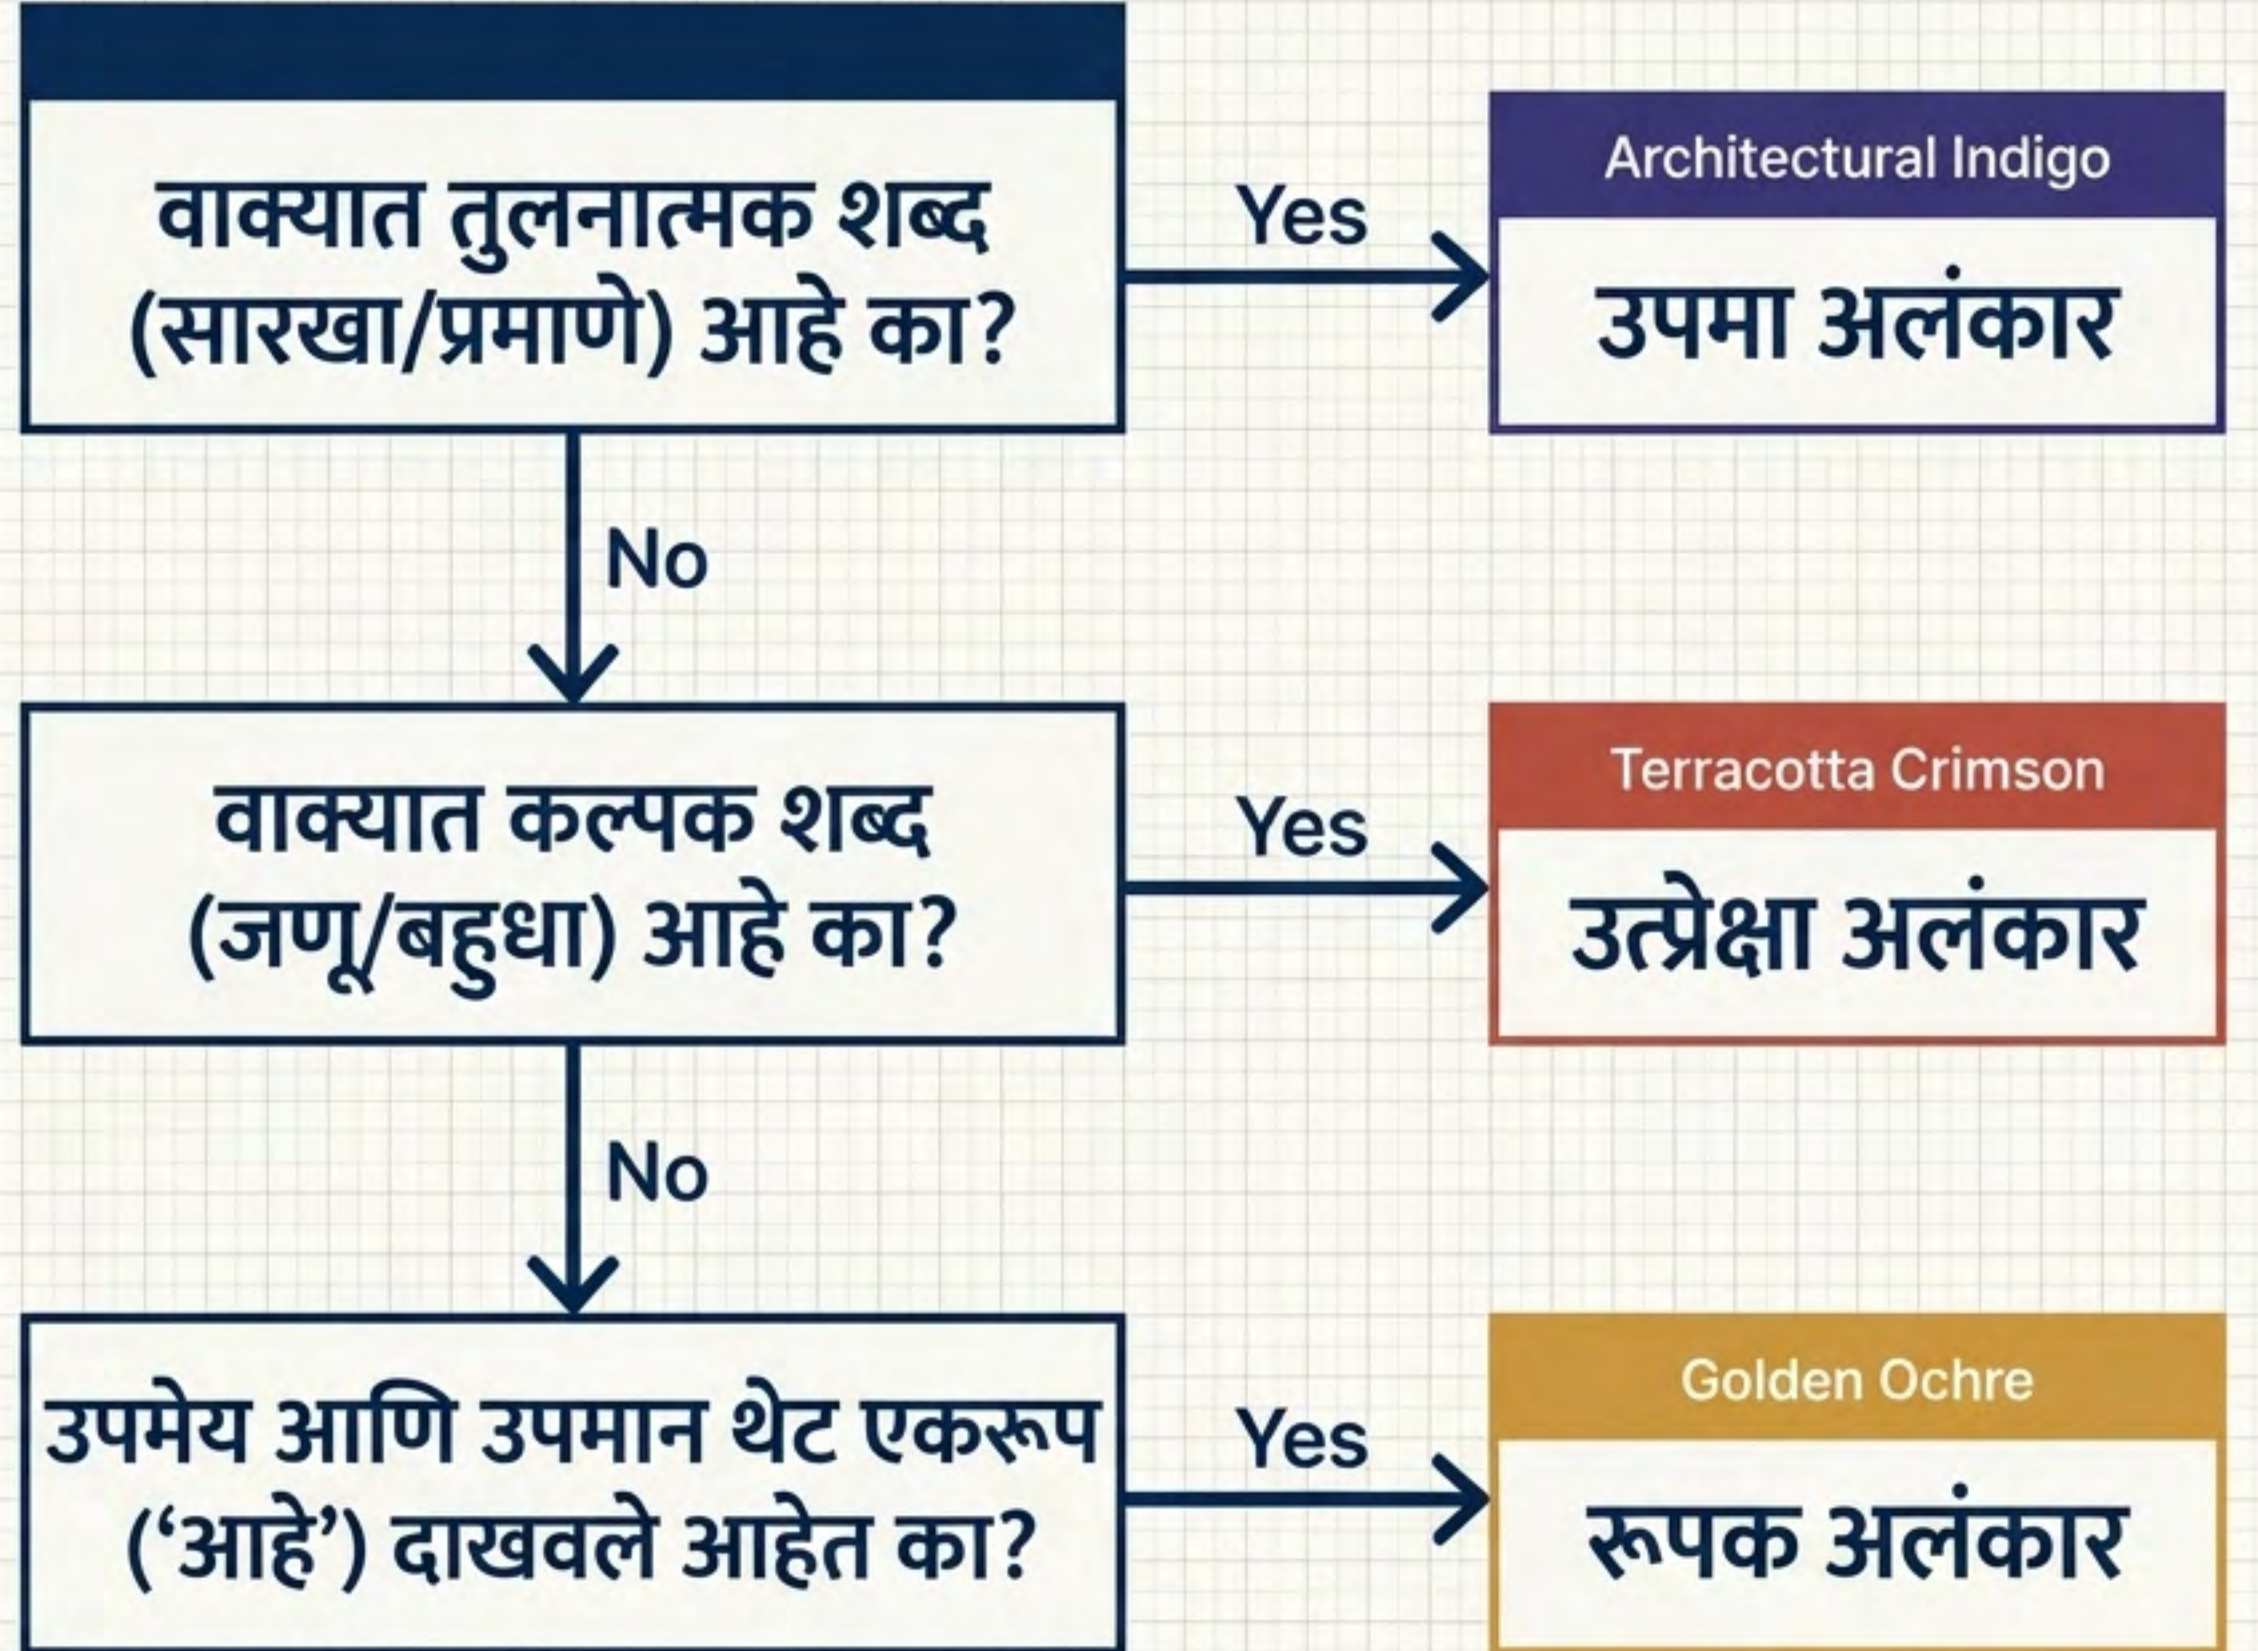 वाक्यात तुलनात्मक शब्द
(सारखा/प्रमाणे) आहे का?
Yes
Architectural Indigo
उपमा अलंकार
No
वाक्यात कल्पक शब्द
(जणू/बहुधा) आहे का?
Yes
Terracotta Crimson
उत्प्रेक्षा अलंकार
No
उपमेय आणि उपमान थेट एकरूप
(‘आहे’) दाखवले आहेत का?
Yes
Golden Ochre
रूपक अलंकार